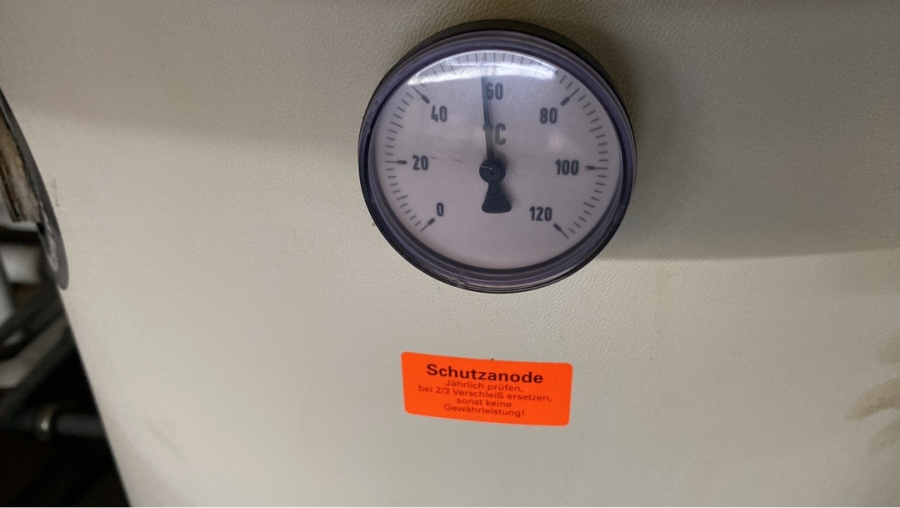 60
40
80
°C
20
100
0
120
Schutzanode
Jährlich prüfen,
bei 2/3 Verschleiß ersetzen,
sonst keine
Gewährleistung!